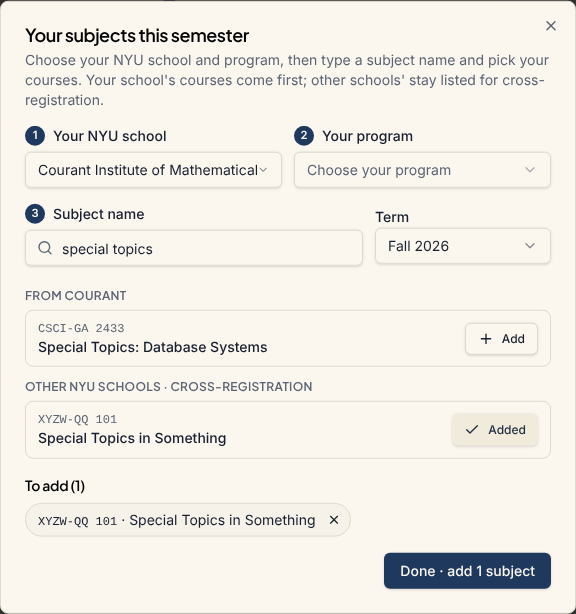 Your subjects this semester
Choose your NYU school and program, then type a subject name and pick your
courses. Your school's courses come first; other schools' stay listed for cross-
registration.
1 Your NYU school
Courant Institute of Mathematical
2 Your program
Choose your program
3 Subject name
special topics
Term
Fall 2026
FROM COURANT
CSCI-GA 2433
Special Topics: Database Systems
+ Add
OTHER NYU SCHOOLS · CROSS-REGISTRATION
XYZW-QQ 101
Special Topics in Something
✓ Added
To add (1)
XYZW-QQ 101 · Special Topics in Something ×
Done · add 1 subject